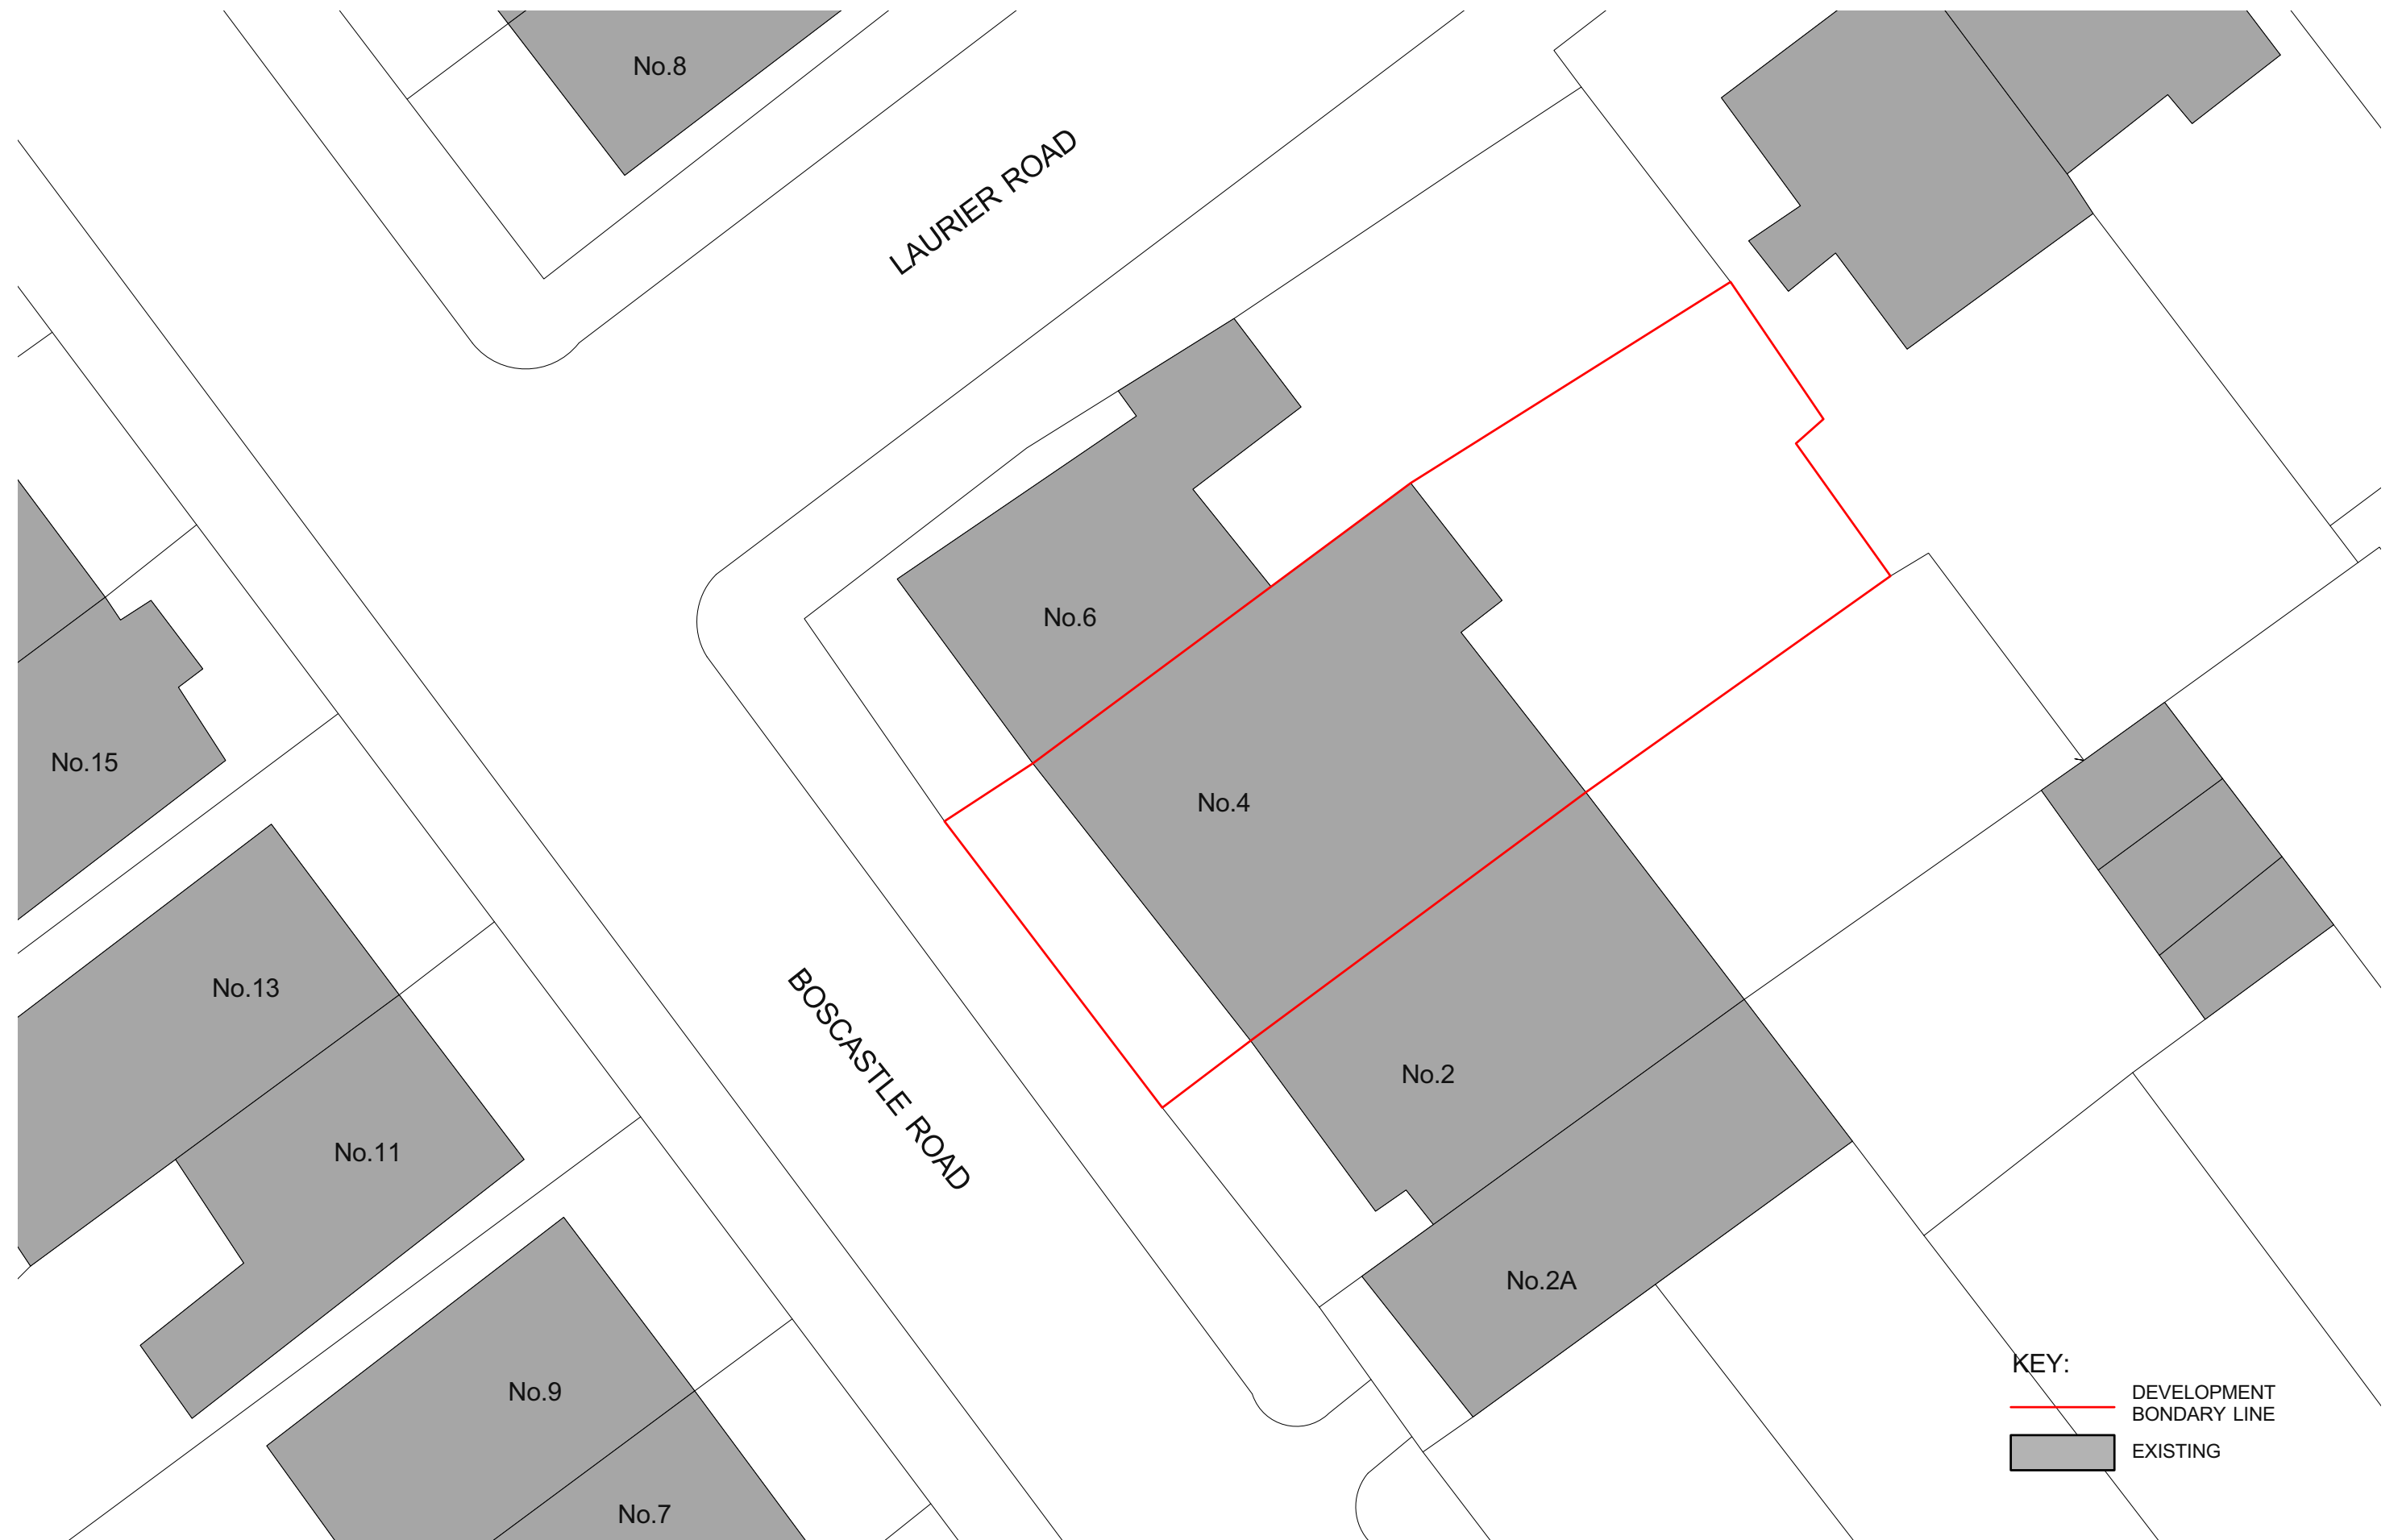 No.8
LAURIER ROAD
No.6
No.15
No.4
No.13
BOSCASTLE ROAD
No.2
No.11
No.2A
KEY:
No.9
DEVELOPMENT
BONDARY LINE
EXISTING
No.7